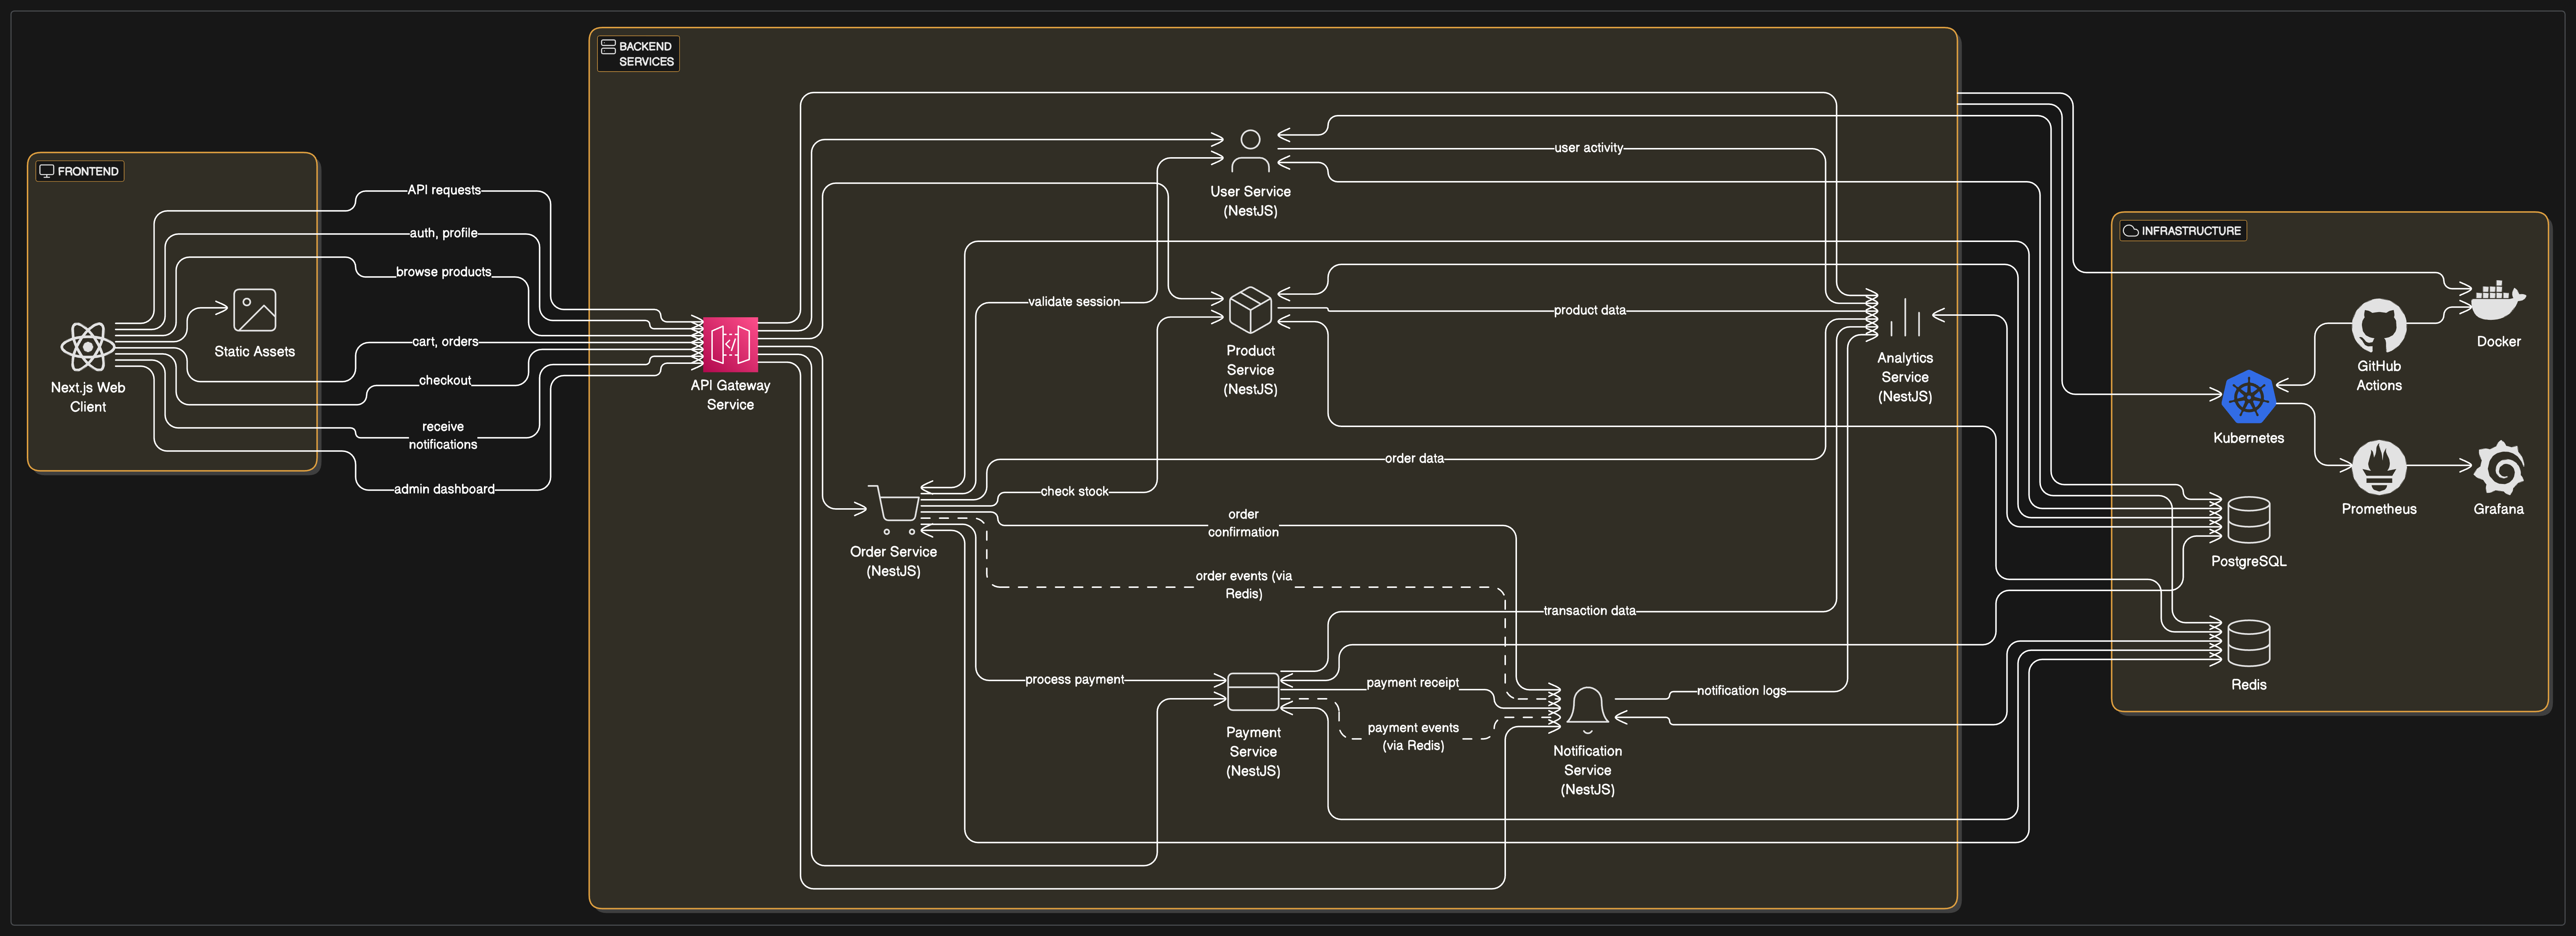 BACKEND
SERVICES
FRONTEND
API requests
auth, profile
browse products
Static Assets
cart, orders
checkout
Next.js Web
Client
receive
notifications
admin dashboard
API Gateway
Service
user activity
User Service
(NestJS)
validate session
product data
Product
Service
(NestJS)
Analytics
Service
(NestJS)
order data
check stock
order
confirmation
Order Service
(NestJS)
order events (via
Redis)
transaction data
process payment
payment receipt
notification logs
payment events
(via Redis)
Payment
Service
(NestJS)
Notification
Service
(NestJS)
INFRASTRUCTURE
Docker
GitHub
Actions
Kubernetes
Prometheus
Grafana
PostgreSQL
Redis